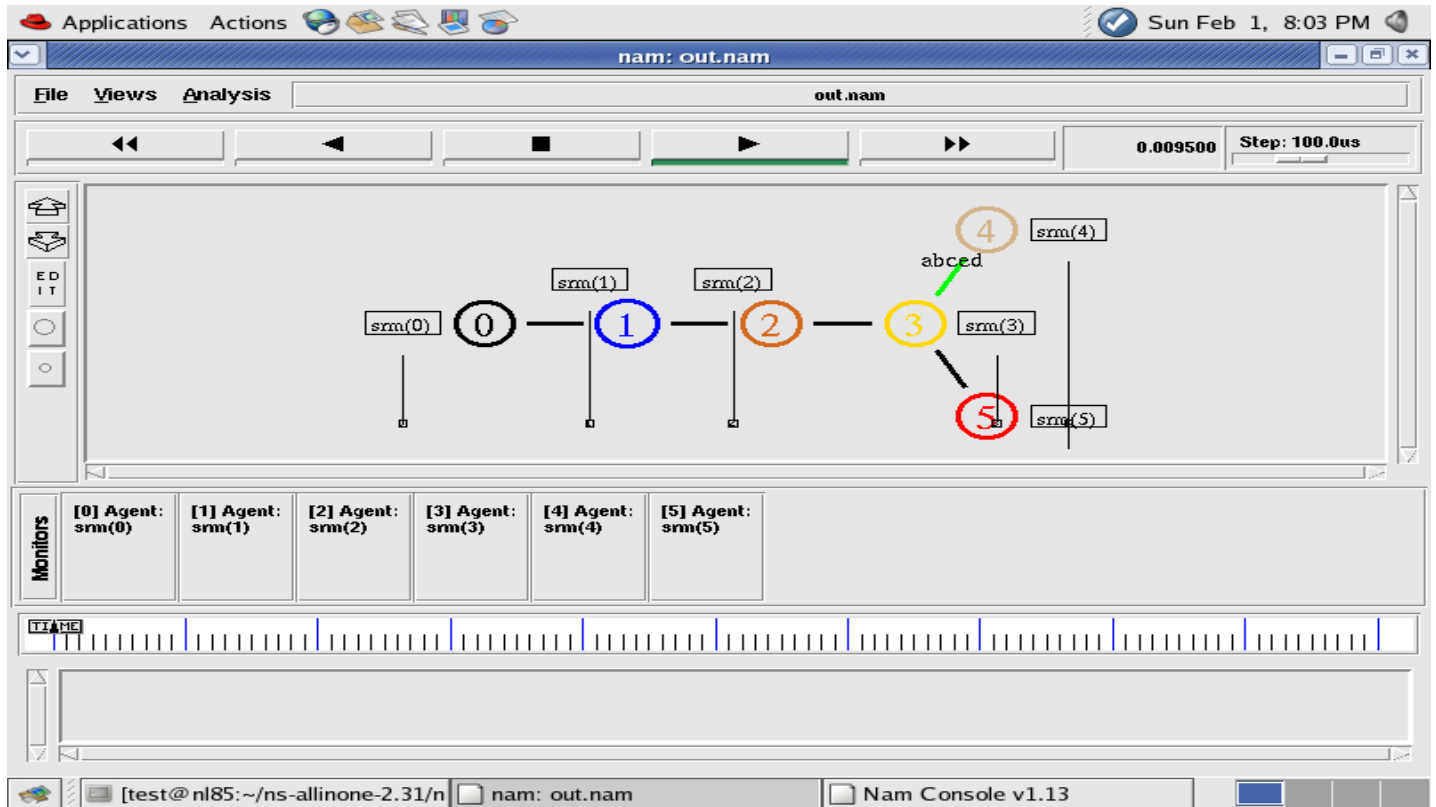 Applications Actions Sun Feb 1, 8:03 PM
nam: out.nam
File Views Analysis out.nam
0.009500 Step: 100.0us
ED
IT
4 srm(4)
abced
srm(1) srm(2)
srm(0) 0 1 2 3 srm(3)
5 srm(5)
Monitors
[0] Agent: [1] Agent: [2] Agent: [3] Agent: [4] Agent: [5] Agent:
srm(0) srm(1) srm(2) srm(3) srm(4) srm(5)
TIME
[test@nl85:~/ns-allinone-2.31/n nam: out.nam Nam Console v1.13